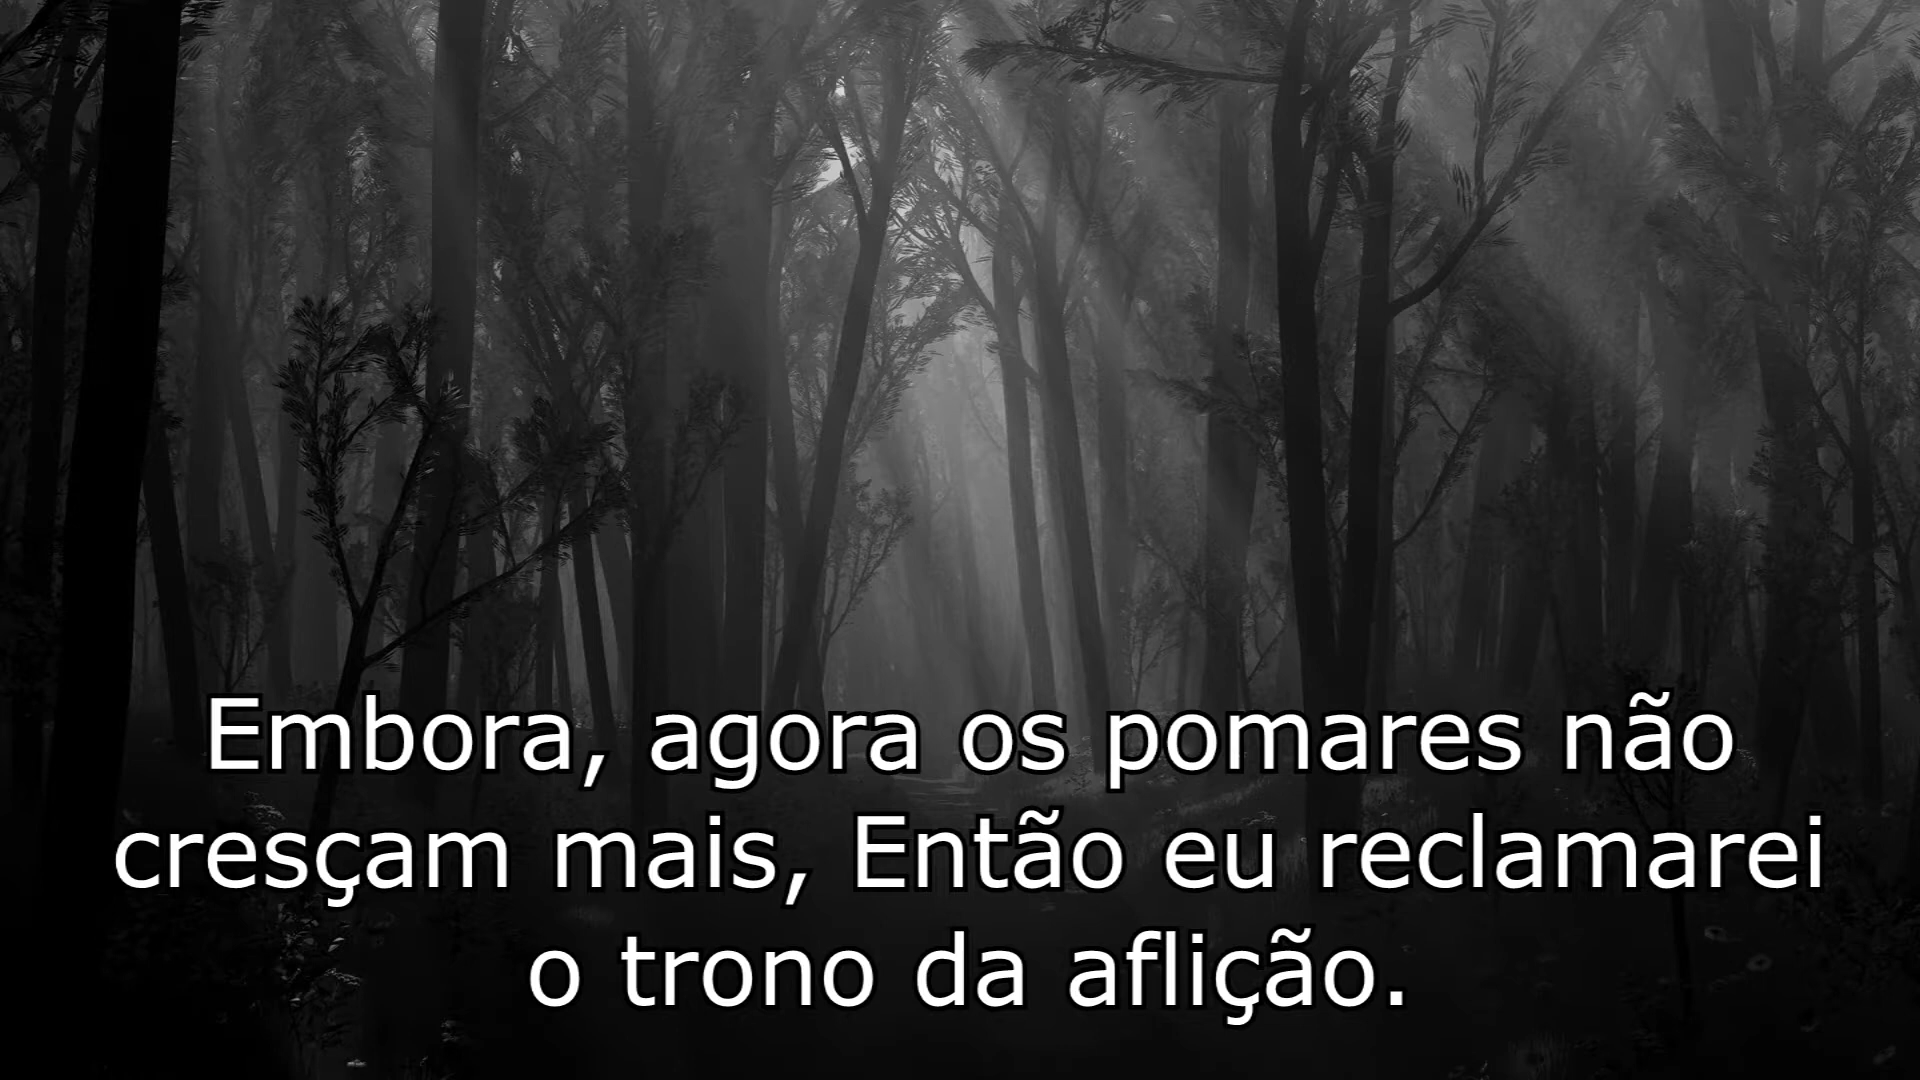 Embora, agora os pomares não
cresçam mais, Então eu reclamarei
o trono da aflição.